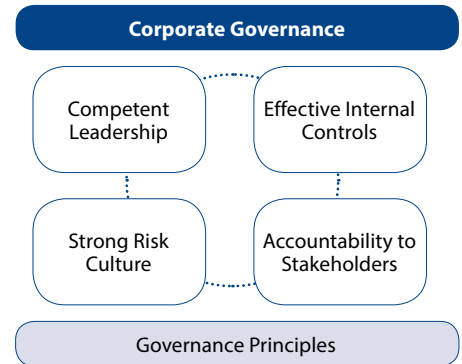 Corporate Governance
Competent
Leadership
Effective Internal
Controls
Strong Risk
Culture
Accountability to
Stakeholders
Governance Principles